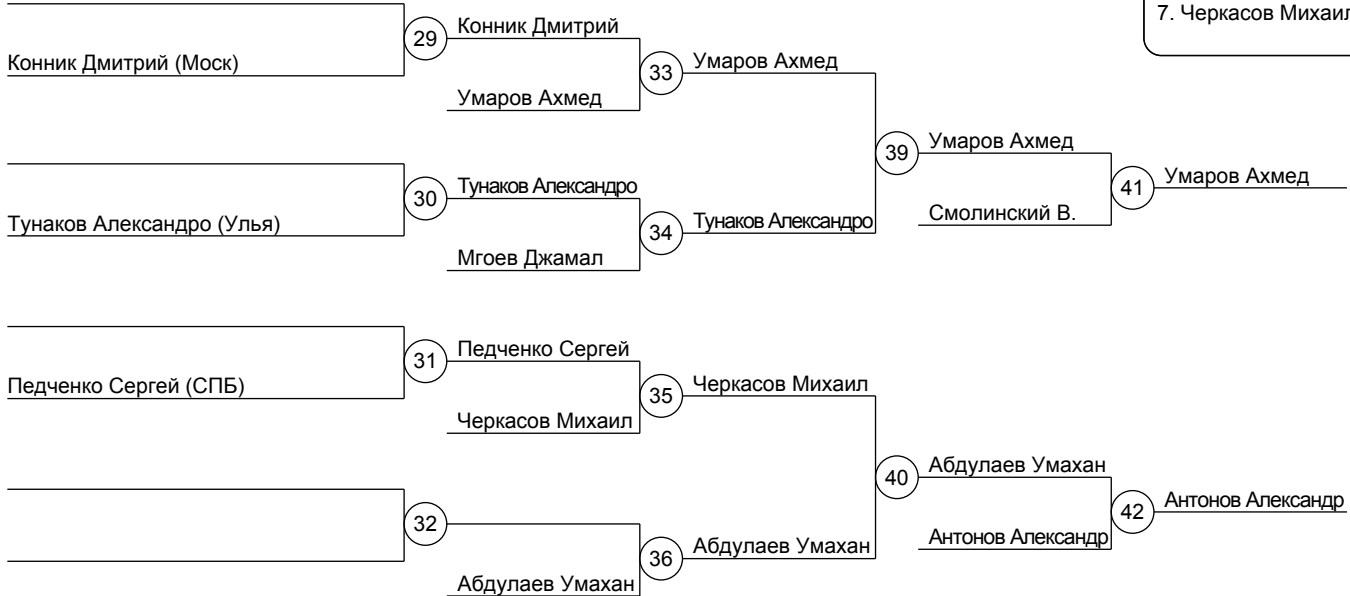 7. Черкасов Михаил
29
Конник Дмитрий
Конник Дмитрий (Моск)
33
Умаров Ахмед
Умаров Ахмед
39
Умаров Ахмед
30
Тунаков Александро
41
Умаров Ахмед
Тунаков Александро (Улья)
34
Тунаков Александро
Смолинский В.
Мгоев Джамал
31
Педченко Сергей
Педченко Сергей (СПБ)
35
Черкасов Михаил
Черкасов Михаил
40
Абдулаев Умахан
32
42
Антонов Александр
36
Абдулаев Умахан
Антонов Александр
Абдулаев Умахан